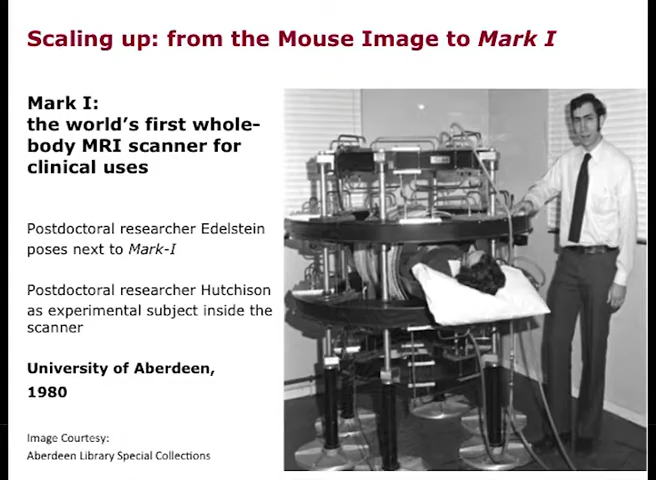 Scaling up: from the Mouse Image to Mark I
Mark I:
the world's first whole-
body MRI scanner for
clinical uses
Postdoctoral researcher Edelstein
poses next to Mark-I
Postdoctoral researcher Hutchison
as experimental subject inside the
scanner
University of Aberdeen,
1980
Image Courtesy:
Aberdeen Library Special Collections